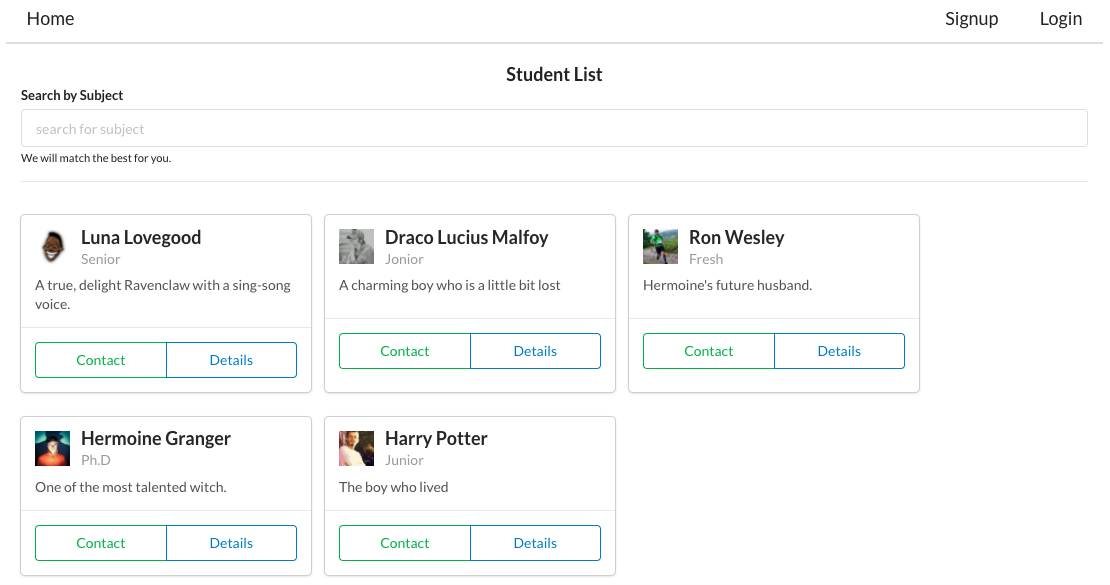 Home
Signup
Login
Student List
Search by Subject
search for subject
We will match the best for you.
Luna Lovegood
Senior
A true, delight Ravenclaw with a sing-song
voice.
Contact
Details
Draco Lucius Malfoy
Jonior
A charming boy who is a little bit lost
Contact
Details
Ron Wesley
Fresh
Hermoine's future husband.
Contact
Details
Hermoine Granger
Ph.D
One of the most talented witch.
Contact
Details
Harry Potter
Junior
The boy who lived
Contact
Details